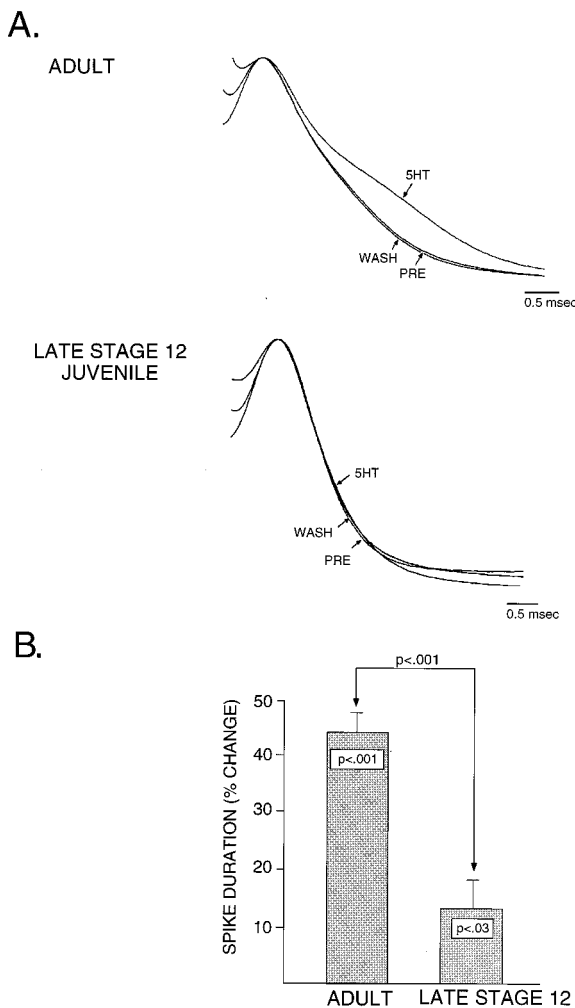 A.
ADULT
5HT
WASH
PRE
0.5 msec
LATE STAGE 12
JUVENILE
5HT
WASH
PRE
0.5 msec
B.
p<.001
50
40
30
20
10
SPIKE DURATION (% CHANGE)
p<.001
p<.03
ADULT
LATE STAGE 12